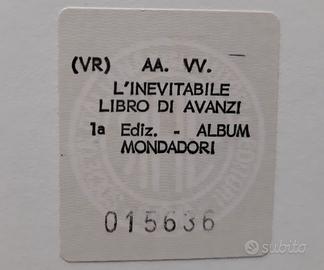 (VR) AA. VV.
L'INEVITABILE
LIBRO DI AVANZI
1a Ediz. - ALBUM
MONDADORI
015636
subito